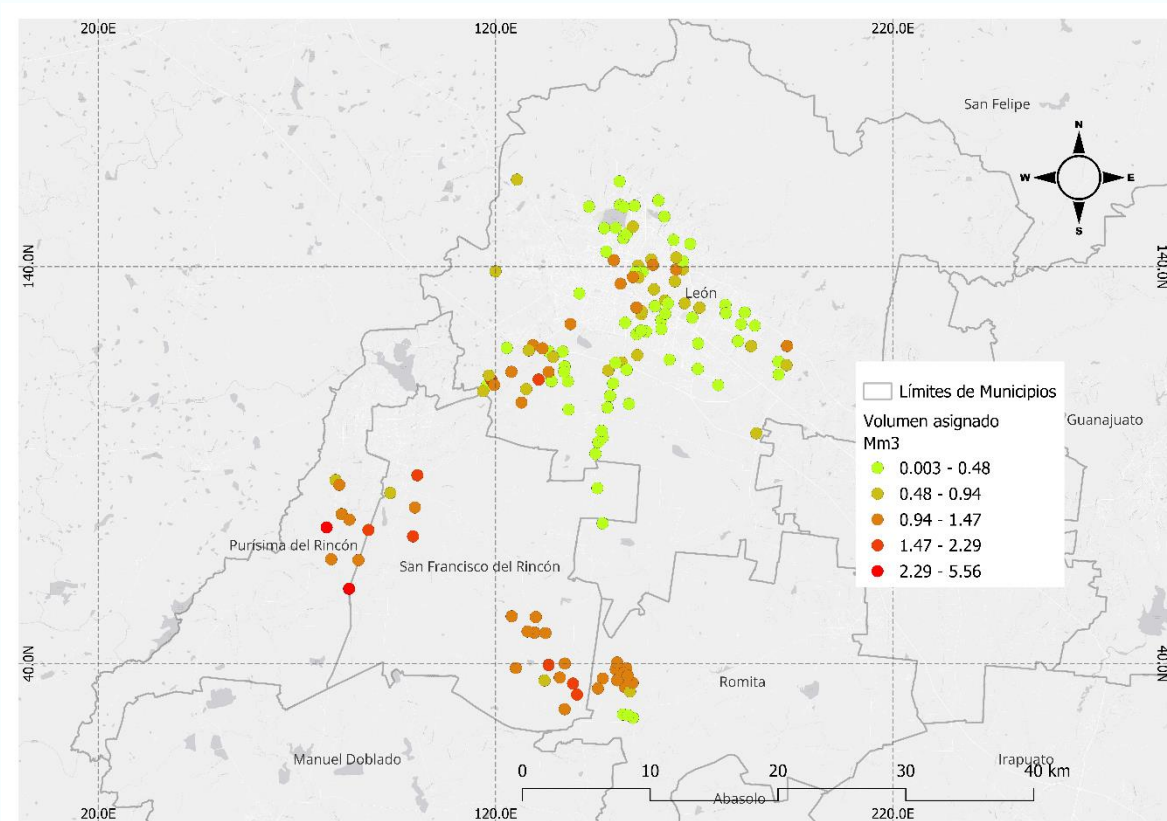 20.0E
120.0E
220.0E
San Felipe
N
W
E
S
140.0N
140.0N
León
Límites de Municipios
Volumen asignado
Mm3
0.003 - 0.48
0.48 - 0.94
0.94 - 1.47
1.47 - 2.29
2.29 - 5.56
Guanajuato
Purísima del Rincón
San Francisco del Rincón
40.0N
40.0N
Romita
Manuel Doblado
Irapuato
0
10
20
30
40 km
Abasolo
20.0E
120.0E
220.0E